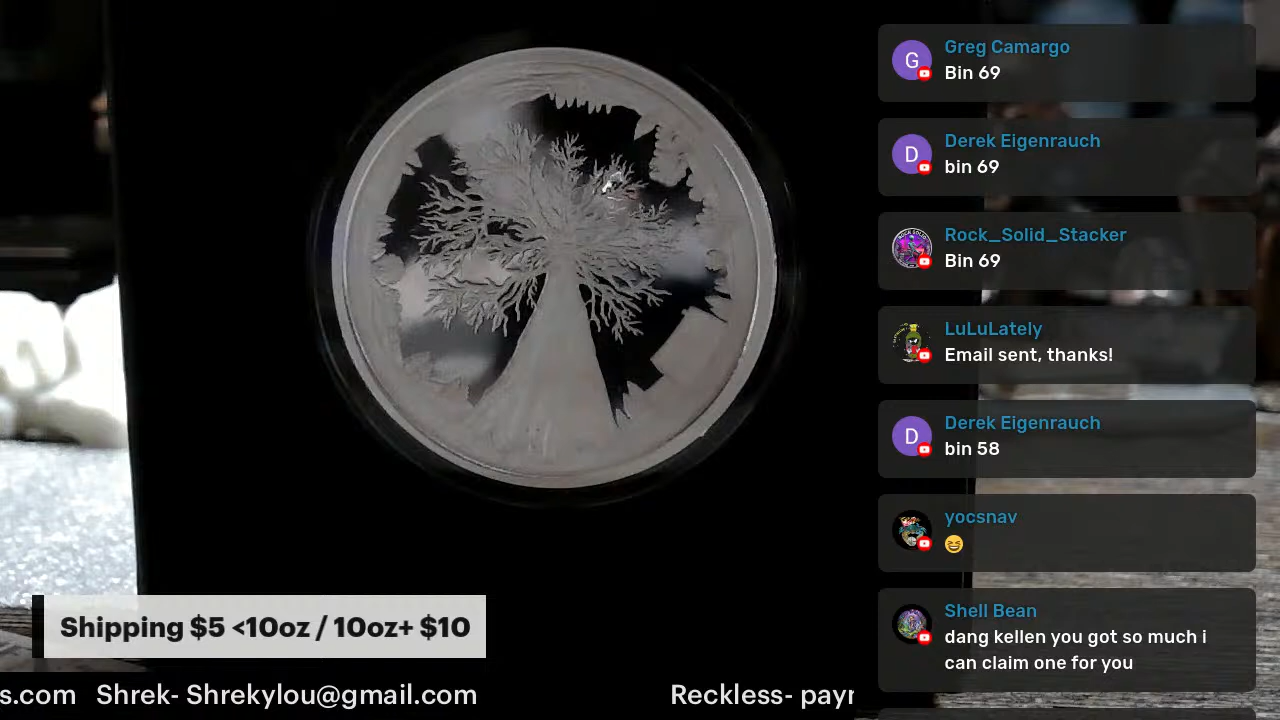 Greg Camargo
Bin 69
Derek Eigenrauch
bin 69
Rock_Solid_Stacker
Bin 69
LuLuLately
Email sent, thanks!
Derek Eigenrauch
bin 58
yocsnav
😆
Shell Bean
dang kellen you got so much i
can claim one for you
Shipping $5 <10oz / 10oz+ $10
s.com Shrek- Shrekylou@gmail.com Reckless- payr